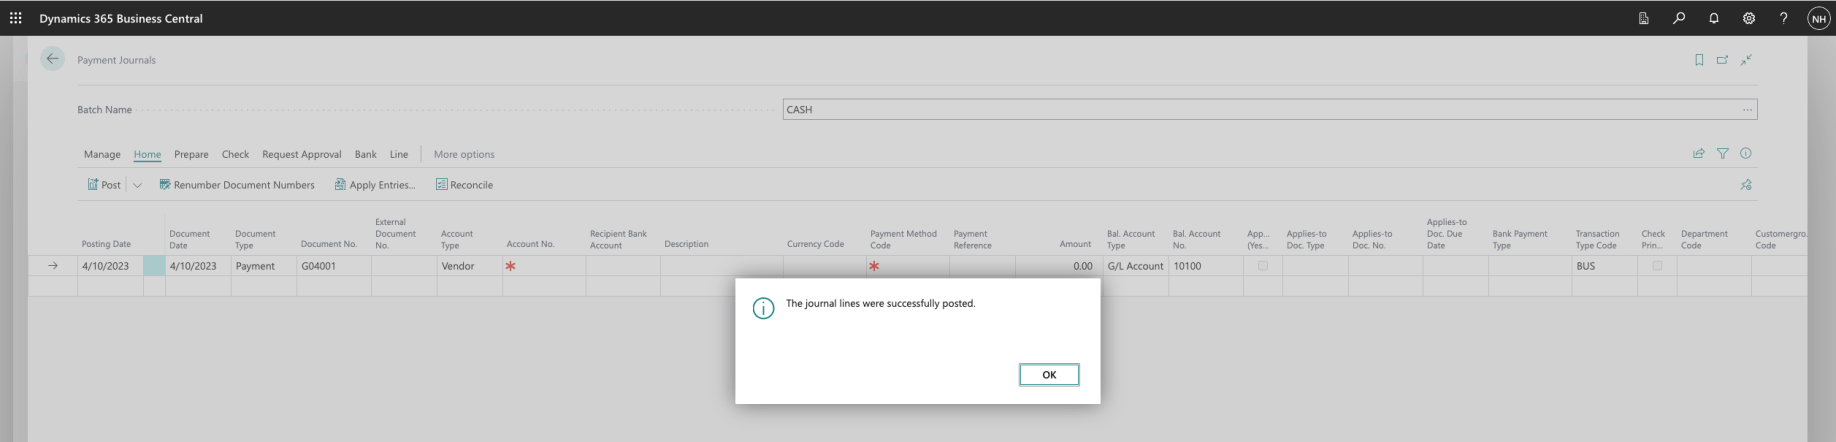 Dynamics 365 Business Central
NH
Payment Journals
Batch Name
CASH
Manage Home Prepare Check Request Approval Bank Line More options
Post Renumber Document Numbers Apply Entries... Reconcile
Posting Date Document Date Document Type Document No. External Document No. Account Type Account No. Recipient Bank Account Description Currency Code Payment Method Code Payment Reference Amount Bal. Account Type Bal. Account No. App... (Yes... Applies-to Doc. Type Applies-to Doc. No. Applies-to Doc. Due Date Bank Payment Type Transaction Type Code Check Prin... Department Code Customergro... Code
4/10/2023 4/10/2023 Payment G04001 Vendor * * 0.00 G/L Account 10100 BUS
The journal lines were successfully posted.
OK